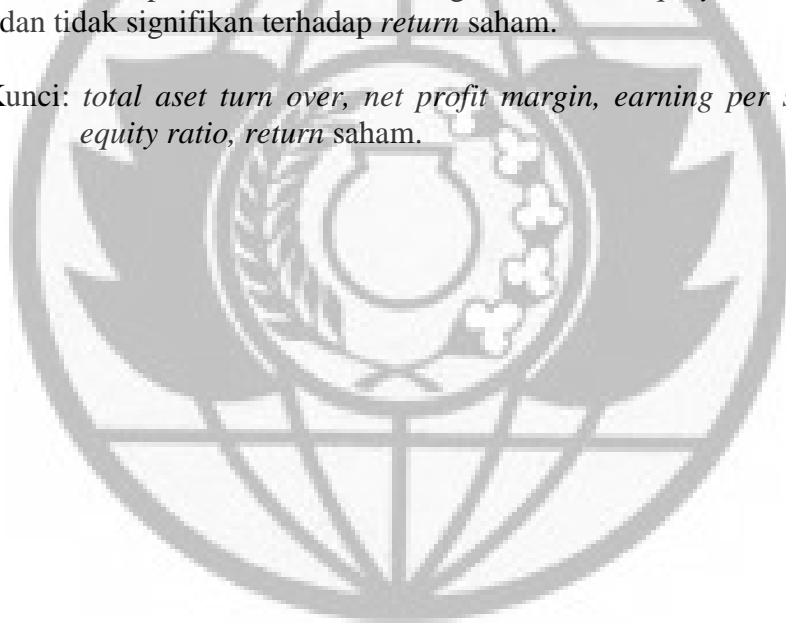 dan tidak signifikan terhadap return saham.
Kunci: total aset turn over, net profit margin, earning per
equity ratio, return saham.